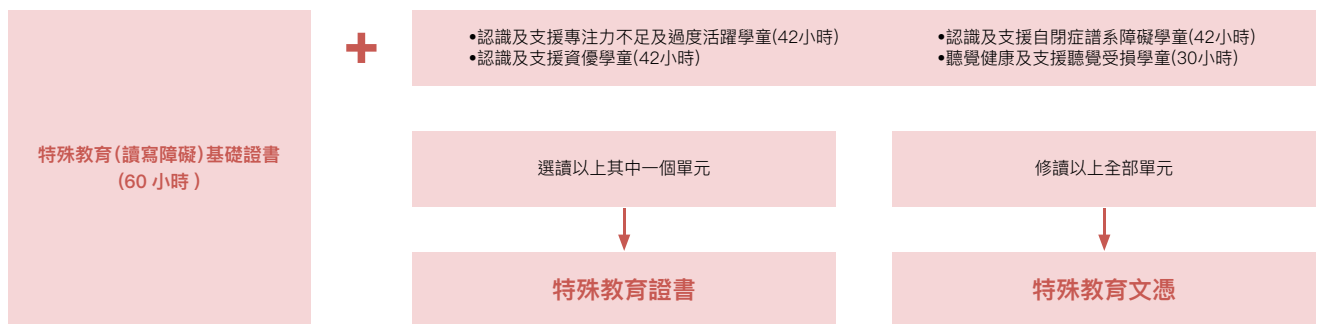 特殊教育(讀寫障礙)基礎證書
(60 小時 )
+
•認識及支援專注力不足及過度活躍學童(42小時)
•認識及支援資優學童(42小時)
•認識及支援自閉症譜系障礙學童(42小時)
•聽覺健康及支援聽覺受損學童(30小時)
選讀以上其中一個單元
修讀以上全部單元
特殊教育證書
特殊教育文憑